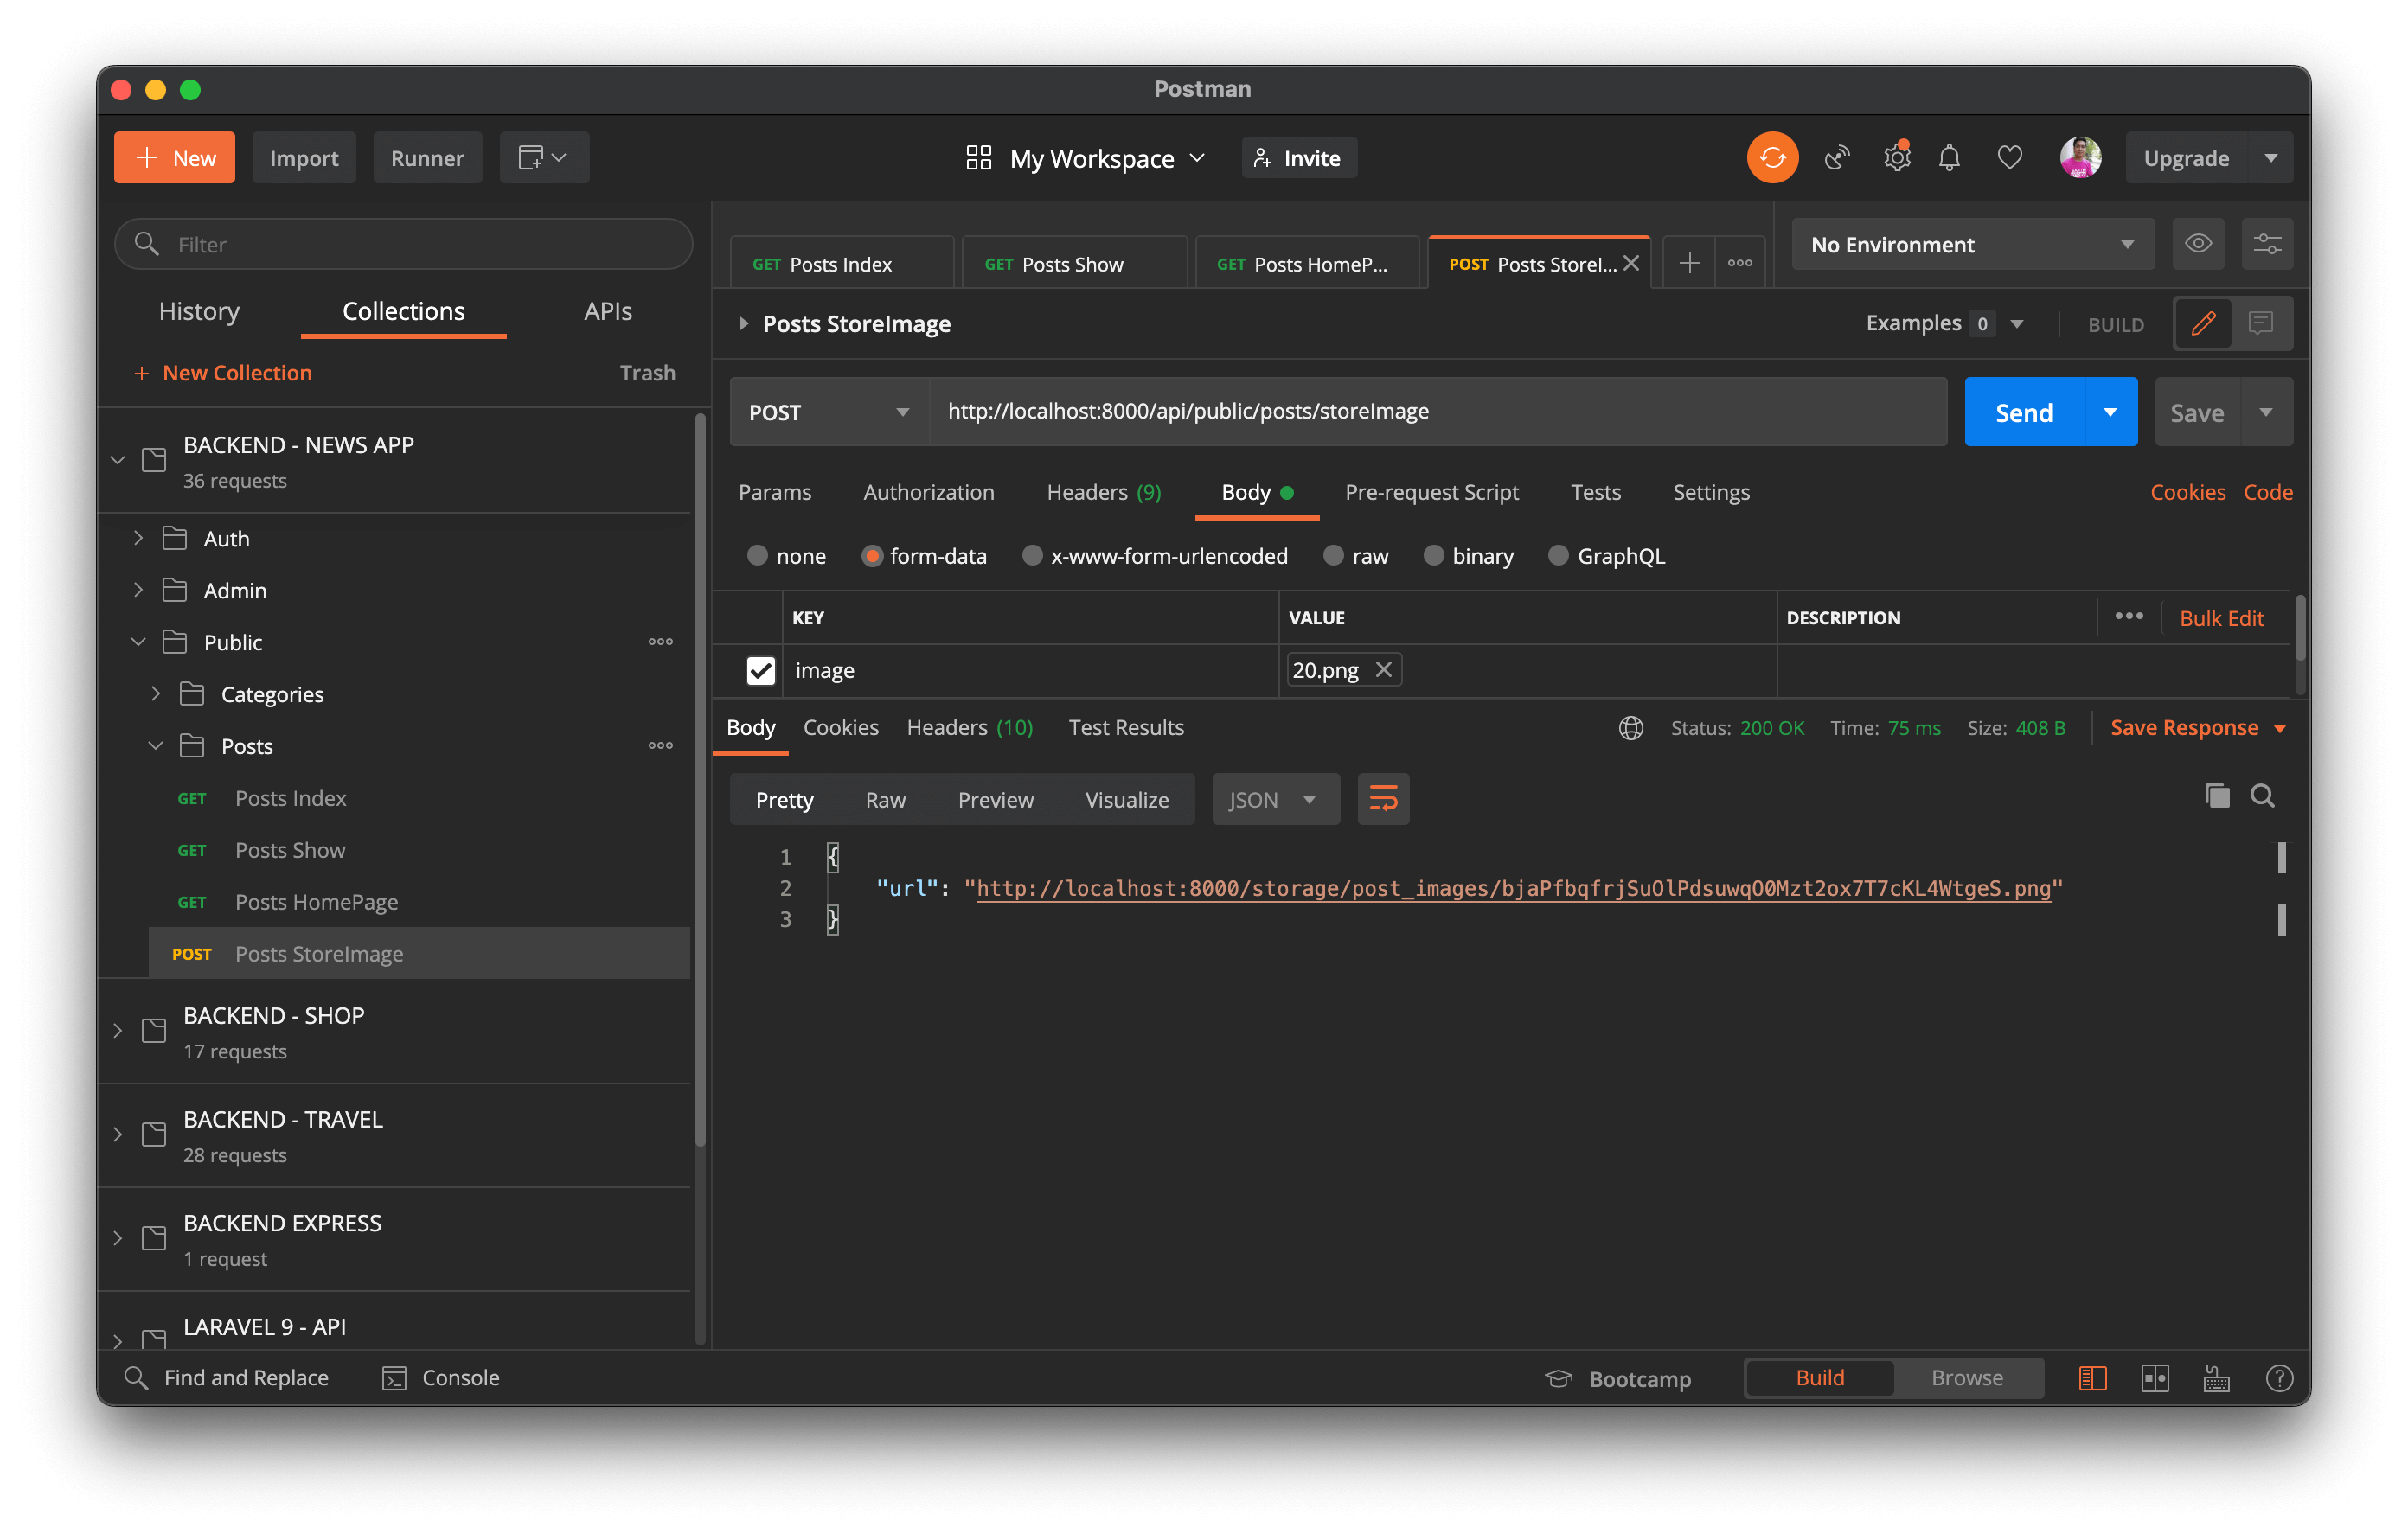 Postman
New
Import
Runner
My Workspace
Invite
Upgrade
Filter
History
Collections
APIs
+ New Collection
Trash
BACKEND - NEWS APP
36 requests
Auth
Admin
Public
Categories
Posts
GET Posts Index
GET Posts Show
GET Posts HomePage
POST Posts StoreImage
BACKEND - SHOP
17 requests
BACKEND - TRAVEL
28 requests
BACKEND EXPRESS
1 request
LARAVEL 9 - API
GET Posts Index
GET Posts Show
GET Posts HomeP...
POST Posts StoreI...
No Environment
Posts StoreImage
Examples 0
BUILD
POST
http://localhost:8000/api/public/posts/storeImage
Send
Save
Params
Authorization
Headers (9)
Body
Pre-request Script
Tests
Settings
Cookies
Code
none
form-data
x-www-form-urlencoded
raw
binary
GraphQL
KEY
VALUE
DESCRIPTION
Bulk Edit
image
20.png
Body
Cookies
Headers (10)
Test Results
Status: 200 OK
Time: 75 ms
Size: 408 B
Save Response
Pretty
Raw
Preview
Visualize
JSON
1 {
2 "url": "http://localhost:8000/storage/post_images/bjaPfbqfrjSuOlPdsuwqO0Mzt2ox7T7cKL4WtgeS.png"
3 }
Find and Replace
Console
Bootcamp
Build
Browse